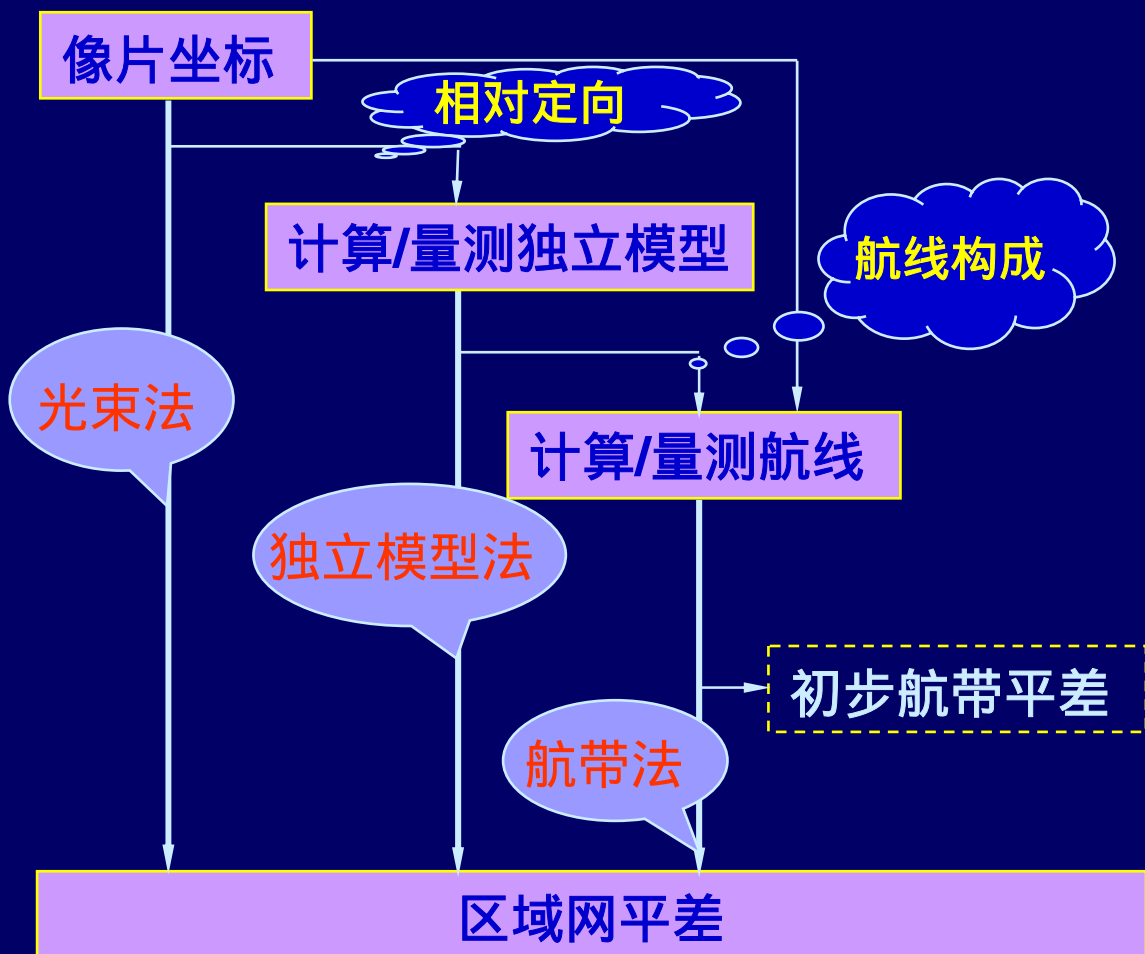 像片坐标
相对定向
计算/量测独立模型
航线构成
光束法
计算/量测航线
独立模型法
初步航带平差
航带法
区域网平差